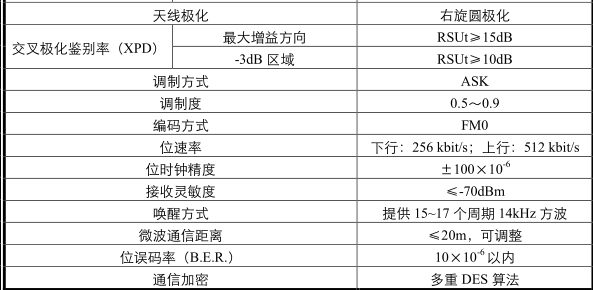 天线极化 右旋圆极化
交叉极化鉴别率（XPD） 最大增益方向 RSUt≥15dB
-3dB 区域 RSUt≥10dB
调制方式 ASK
调制度 0.5～0.9
编码方式 FM0
位速率 下行：256 kbit/s；上行：512 kbit/s
位时钟精度 ±100×10⁻⁶
接收灵敏度 ≤-70dBm
唤醒方式 提供 15~17 个周期 14kHz 方波
微波通信距离 ≤20m，可调整
位误码率（B.E.R.） 10×10⁻⁶ 以内
通信加密 多重 DES 算法